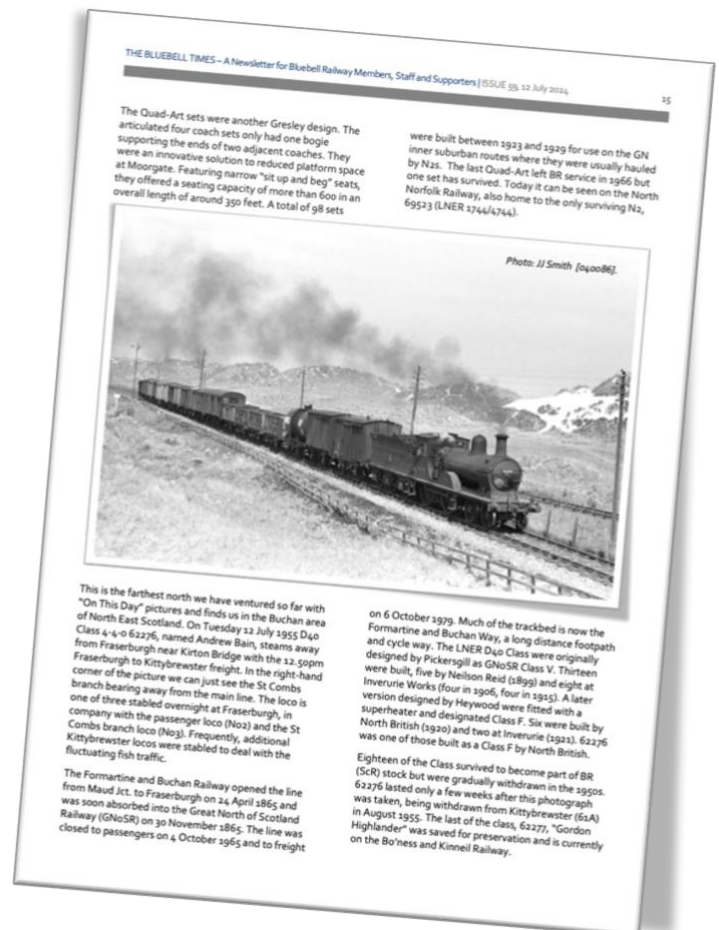 THE BLUEBELL TIMES – A Newsletter for Bluebell Railway Members, Staff and Supporters | ISSUE 59, 12 July 2024
15
The Quad-Art sets were another Gresley design. The
articulated four coach sets only had one bogie
supporting the ends of two adjacent coaches. They
were an innovative solution to reduced platform space
at Moorgate. Featuring narrow "sit up and beg" seats,
they offered a seating capacity of more than 600 in an
overall length of around 350 feet. A total of 98 sets
were built between 1923 and 1929 for use on the GN
inner suburban routes where they were usually hauled
by N2s. The last Quad-Art left BR service in 1966 but
one set has survived. Today it can be seen on the North
Norfolk Railway, also home to the only surviving N2,
69523 (LNER 1744/4744).
Photo: JJ Smith [040086].
This is the farthest north we have ventured so far with
"On This Day" pictures and finds us in the Buchan area
of North East Scotland. On Tuesday 12 July 1955 D40
Class 4-4-0 62276, named Andrew Bain, steams away
from Fraserburgh near Kirton Bridge with the 12.50pm
Fraserburgh to Kittybrewster freight. In the right-hand
corner of the picture we can just see the St Combs
branch bearing away from the main line. The loco is
one of three stabled overnight at Fraserburgh, in
company with the passenger loco (No2) and the St
Combs branch loco (No3). Frequently, additional
Kittybrewster locos were stabled to deal with the
fluctuating fish traffic.
The Formartine and Buchan Railway opened the line
from Maud Jct. to Fraserburgh on 24 April 1865 and
was soon absorbed into the Great North of Scotland
Railway (GNoSR) on 30 November 1865. The line was
closed to passengers on 4 October 1965 and to freight
on 6 October 1979. Much of the trackbed is now the
Formartine and Buchan Way, a long distance footpath
and cycle way. The LNER D40 Class were originally
designed by Pickersgill as GNoSR Class V. Thirteen
were built, five by Neilson Reid (1899) and eight at
Inverurie Works (four in 1906, four in 1915). A later
version designed by Heywood were fitted with a
superheater and designated Class F. Six were built by
North British (1920) and two at Inverurie (1921). 62276
was one of those built as a Class F by North British.
Eighteen of the Class survived to become part of BR
(ScR) stock but were gradually withdrawn in the 1950s.
62276 lasted only a few weeks after this photograph
was taken, being withdrawn from Kittybrewster (61A)
in August 1955. The last of the class, 62277, "Gordon
Highlander" was saved for preservation and is currently
on the Bo'ness and Kinneil Railway.